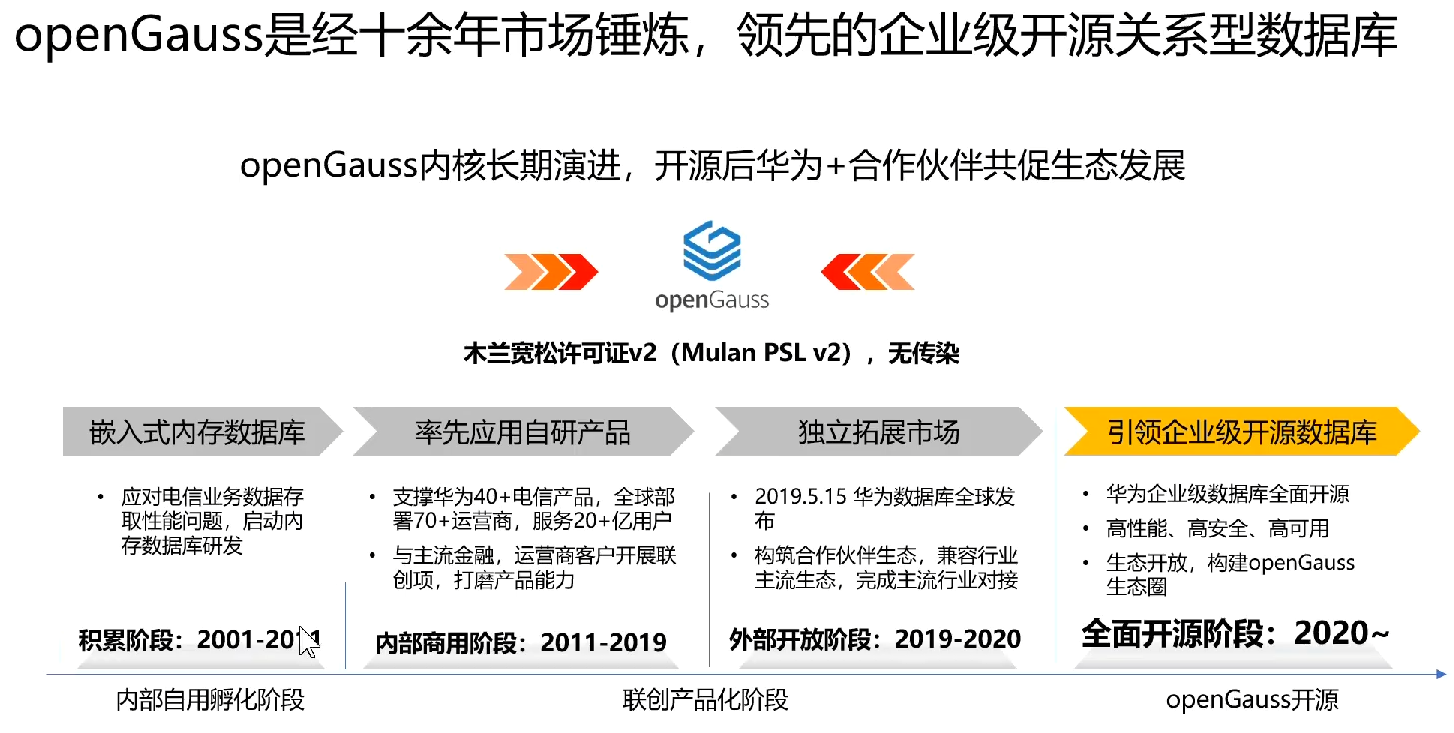 openGauss是经十余年市场锤炼，领先的企业级开源关系型数据库
openGauss内核长期演进，开源后华为+合作伙伴共促生态发展
openGauss
木兰宽松许可证v2（Mulan PSL v2），无传染
嵌入式内存数据库
率先应用自研产品
独立拓展市场
引领企业级开源数据库
• 应对电信业务数据存
取性能问题，启动内
存数据库研发
• 支撑华为40+电信产品，全球部
署70+运营商，服务20+亿用户
• 与主流金融，运营商客户开展联
创项，打磨产品能力
• 2019.5.15 华为数据库全球发
布
• 构筑合作伙伴生态，兼容行业
主流生态，完成主流行业对接
• 华为企业级数据库全面开源
• 高性能、高安全、高可用
• 生态开放，构建openGauss
生态圈
积累阶段：2001-2011
内部商用阶段：2011-2019
外部开放阶段：2019-2020
全面开源阶段：2020~
内部自用孵化阶段
联创产品化阶段
openGauss开源